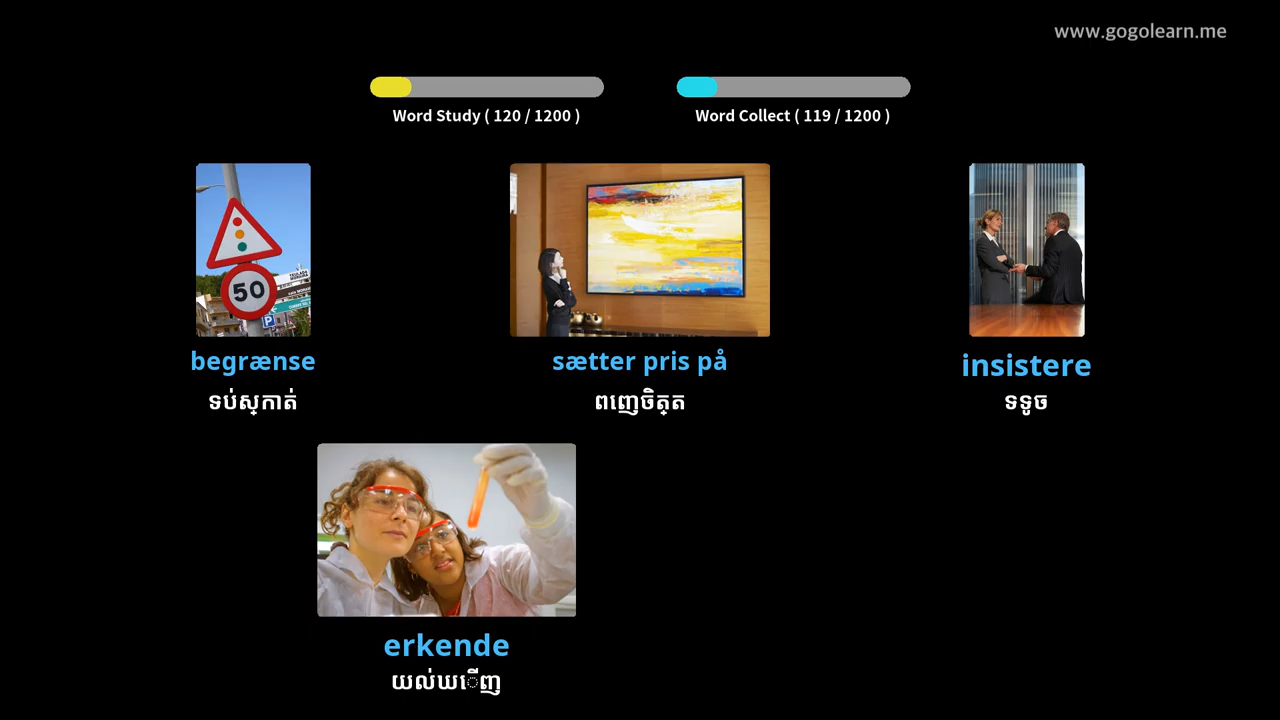 www.gogolearn.me
Word Study ( 120 / 1200 )
Word Collect ( 119 / 1200 )
50
P
begrænse
sætter pris på
insistere
ទប់ស្កាត់
ពញេចិត្ត
ទទូច
erkende
យល់ឃើញ